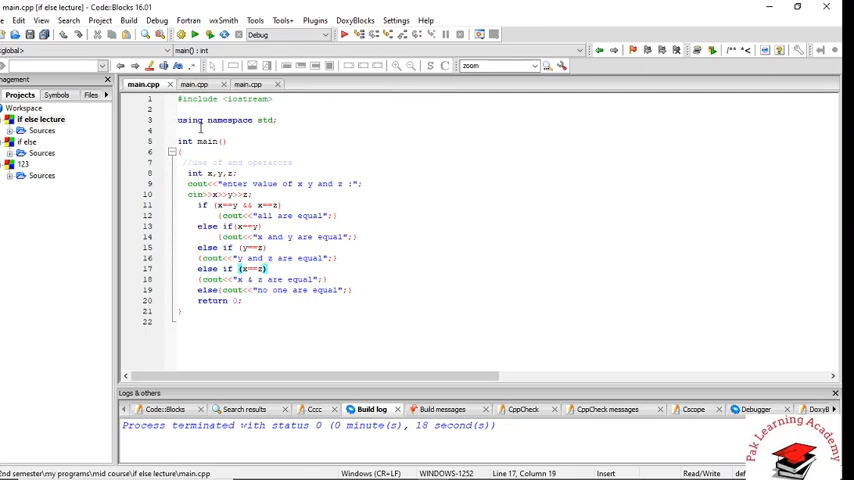 main.cpp [if else lecture] - Code::Blocks 16.01
Edit View Search Project Build Debug Fortran wxSmith Tools Tools+ Plugins DoxyBlocks Settings Help
Debug
global> main() : int
zoom
nagement
Projects Symbols Files
main.cpp main.cpp main.cpp
Workspace
if else lecture
Sources
if else
Sources
123
Sources
1 #include <iostream>
2
3 using namespace std;
4
5 int main()
6 {
7 //use of and operators
8 int x,y,z;
9 cout<<"enter value of x y and z :";
10 cin>>x>>y>>z;
11 if (x==y && x==z)
12 {cout<<"all are equal";}
13 else if(x==y)
14 {cout<<"x and y are equal";}
15 else if (y==z)
16 {cout<<"y and z are equal";}
17 else if (x==z)
18 {cout<<"x & z are equal";}
19 else{cout<<"no one are equal";}
20 return 0;
21 }
22
Logs & others
Code::Blocks Search results Cccc Build log Build messages CppCheck CppCheck messages Cscope Debugger DoxyB
Process terminated with status 0 (0 minute(s), 18 second(s))
2nd semester\my programs\mid course\if else lecture\main.cpp Windows (CR+LF) WINDOWS-1252 Line 17, Column 19 Insert Read/Write def
Pak Learning Academy